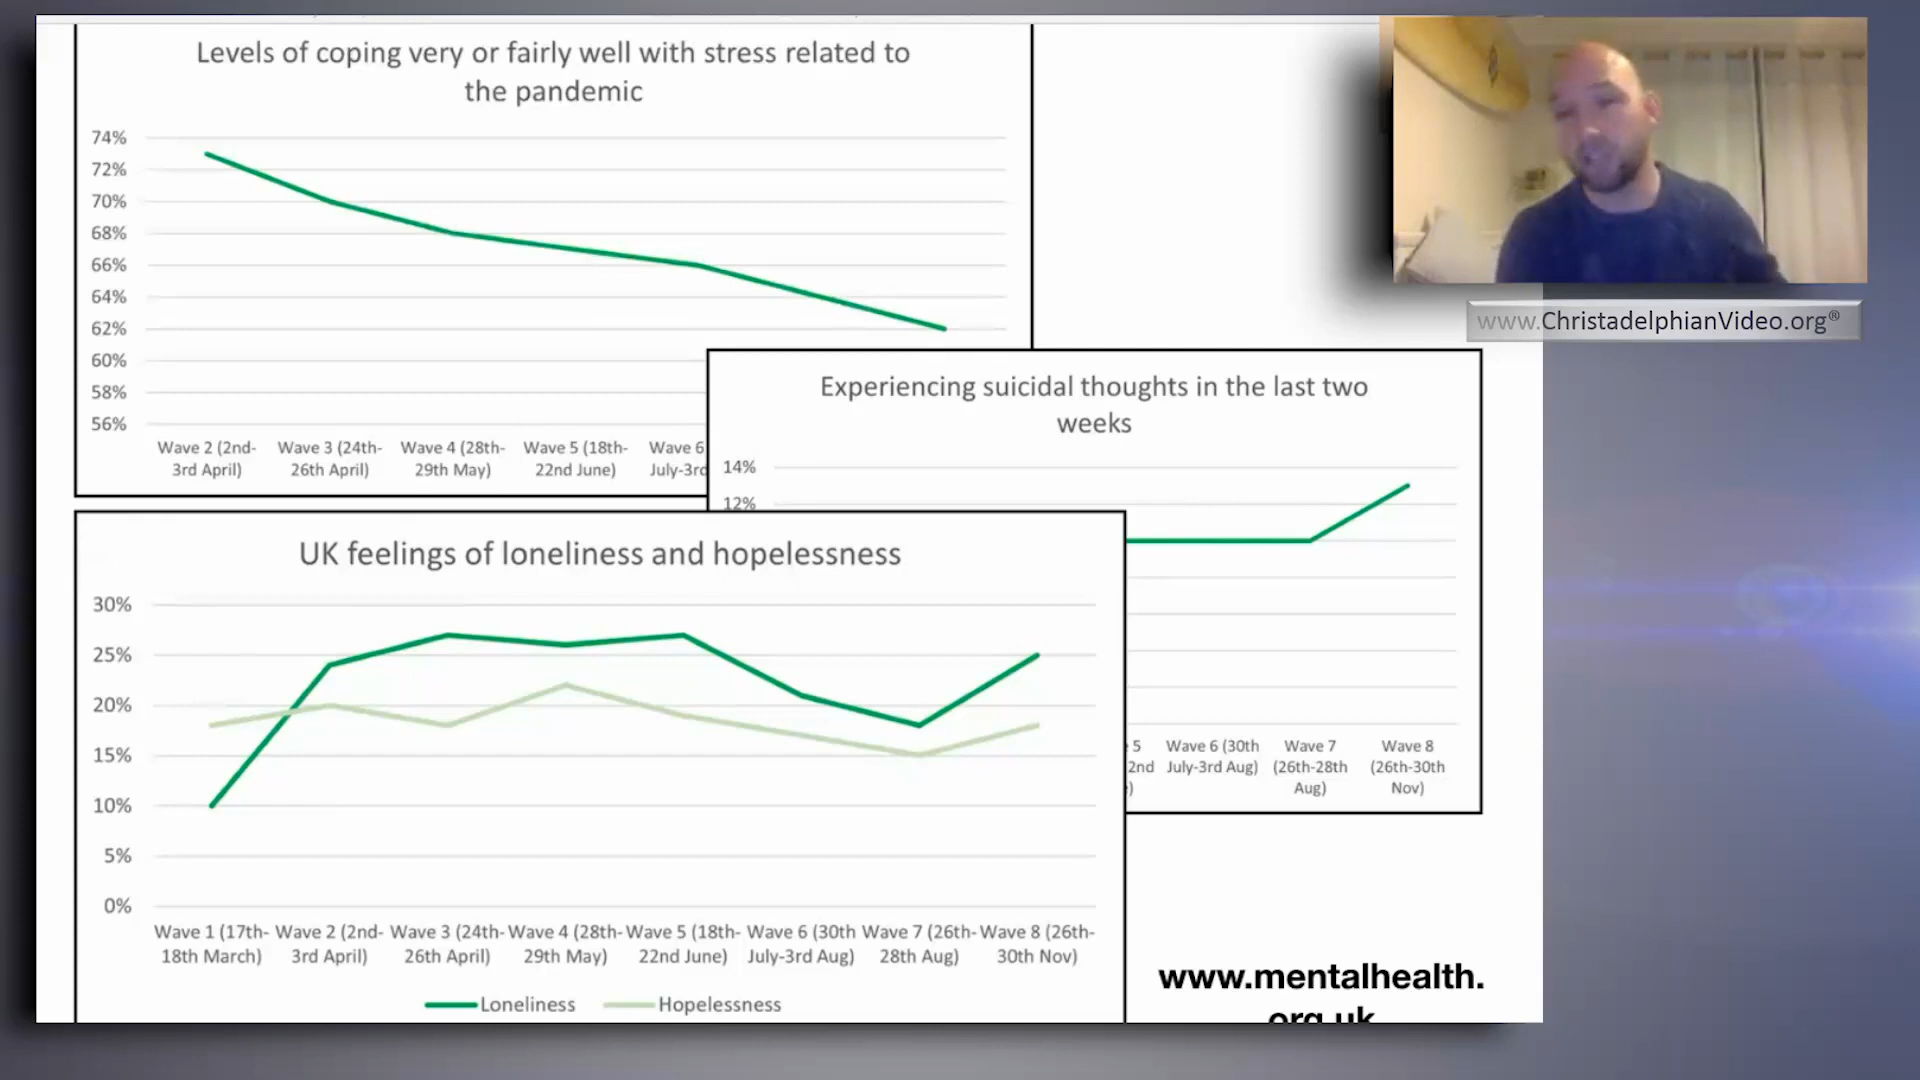 Levels of coping very or fairly well with stress related to
the pandemic
74%
72%
70%
68%
66%
64%
62%
60%
58%
56%
Wave 2 (2nd- Wave 3 (24th- Wave 4 (28th- Wave 5 (18th- Wave 6
3rd April) 26th April) 29th May) 22nd June) July-3rd
www.ChristadelphianVideo.org®
Experiencing suicidal thoughts in the last two
weeks
14%
12%
5 Wave 6 (30th Wave 7 Wave 8
2nd July-3rd Aug) (26th-28th (26th-30th
) Aug) Nov)
UK feelings of loneliness and hopelessness
30%
25%
20%
15%
10%
5%
0%
Wave 1 (17th- Wave 2 (2nd- Wave 3 (24th- Wave 4 (28th- Wave 5 (18th- Wave 6 (30th Wave 7 (26th- Wave 8 (26th-
18th March) 3rd April) 26th April) 29th May) 22nd June) July-3rd Aug) 28th Aug) 30th Nov)
Loneliness Hopelessness
www.mentalhealth.
org.uk